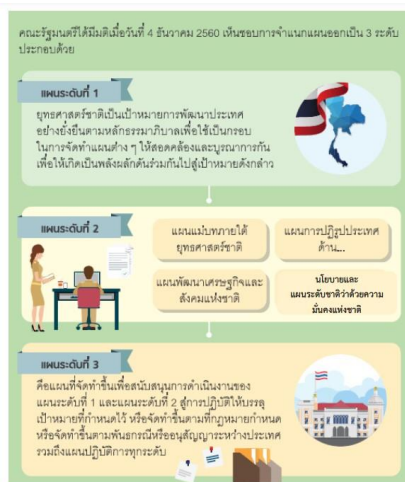 คณะรัฐมนตรีได้มีมติเมื่อวันที่ 4 ธันวาคม 2560 เห็นชอบการจำแนกแผนออกเป็น 3 ระดับ
ประกอบด้วย
แผนระดับที่ 1
ยุทธศาสตร์ชาติเป็นเป้าหมายการพัฒนาประเทศ
อย่างยั่งยืนตามหลักธรรมาภิบาลเพื่อใช้เป็นกรอบ
ในการจัดทำแผนต่าง ๆ ให้สอดคล้องและบูรณาการกัน
เพื่อให้เกิดเป็นพลังผลักดันร่วมกันไปสู่เป้าหมายดังกล่าว
แผนระดับที่ 2
แผนแม่บทภายใต้
ยุทธศาสตร์ชาติ
แผนการปฏิรูปประเทศ
ด้าน...
แผนพัฒนาเศรษฐกิจและ
สังคมแห่งชาติ
นโยบายและ
แผนระดับชาติว่าด้วยความ
มั่นคงแห่งชาติ
แผนระดับที่ 3
คือแผนที่จัดทำขึ้นเพื่อสนับสนุนการดำเนินงานของ
แผนระดับที่ 1 และแผนระดับที่ 2 สู่การปฏิบัติให้บรรลุ
เป้าหมายที่กำหนดไว้ หรือจัดทำขึ้นตามที่กฎหมายกำหนด
หรือจัดทำขึ้นตามพันธกรณีหรืออนุสัญญาระหว่างประเทศ
รวมถึงแผนปฏิบัติการทุกระดับ